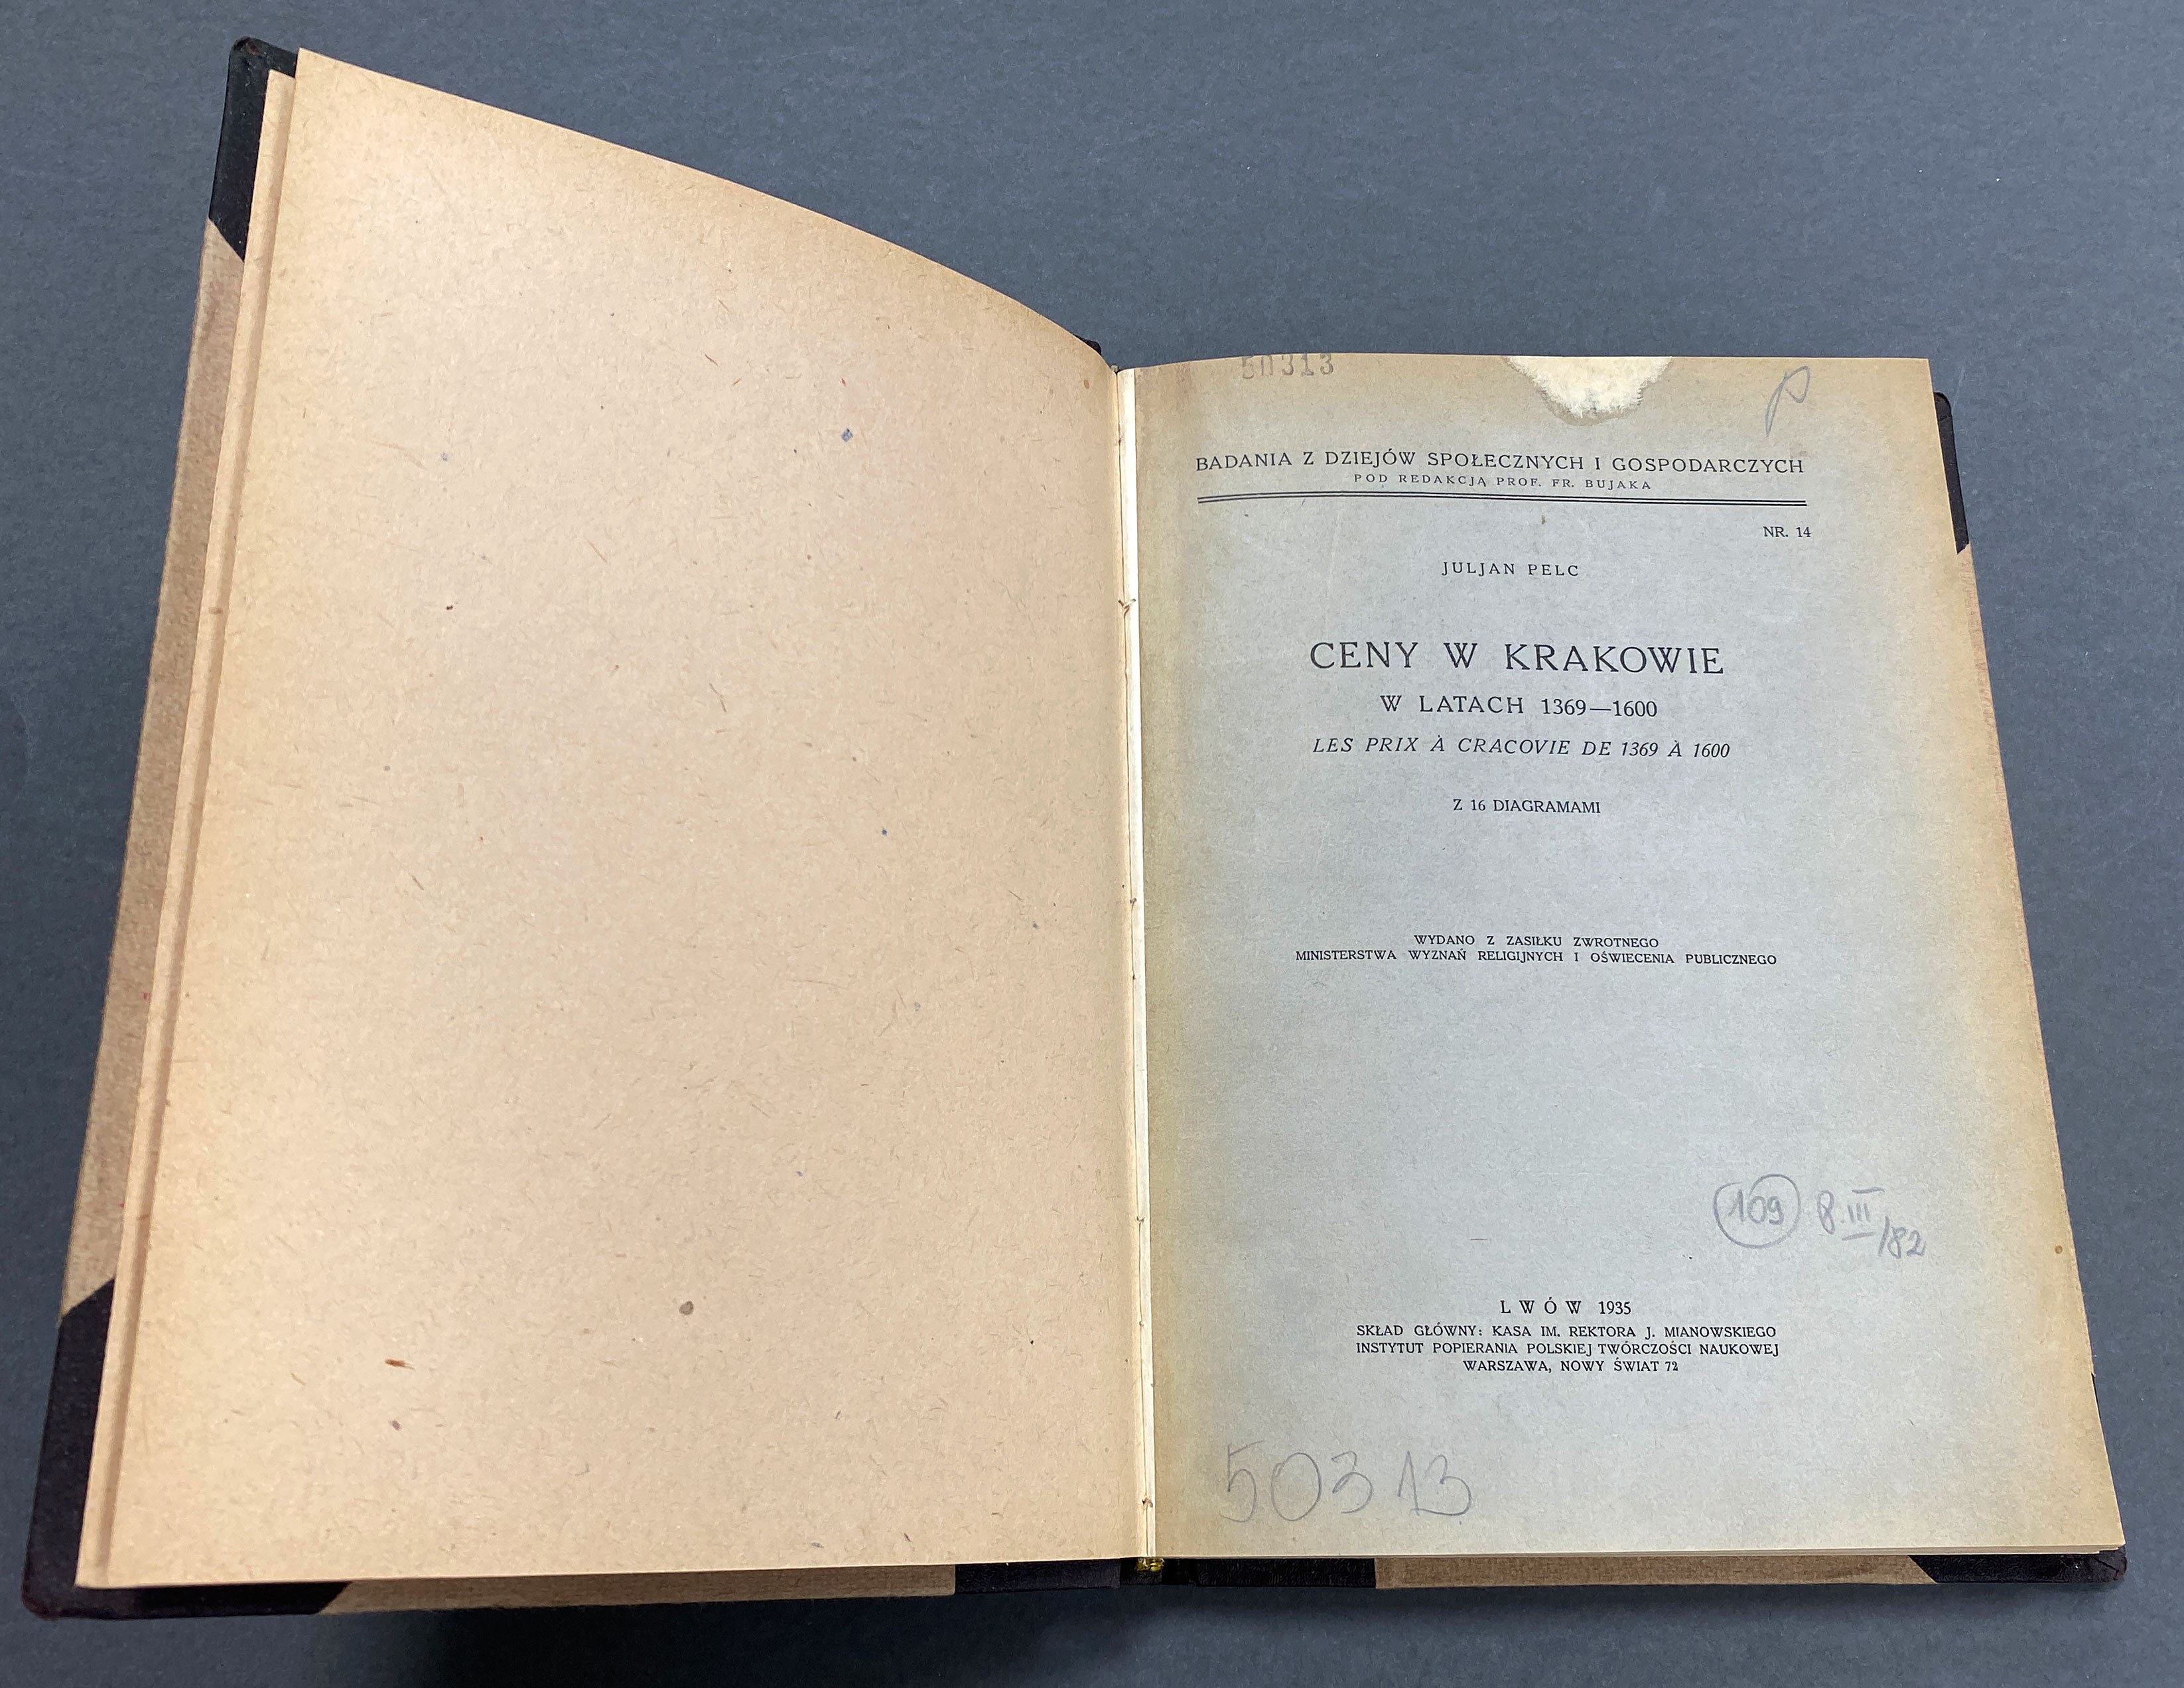 50313
P
BADANIA Z DZIEJÓW SPOŁECZNYCH I GOSPODARCZYCH
POD REDAKCJĄ PROF. FR. BUJAKA
NR. 14
JULJAN PELC
CENY W KRAKOWIE
W LATACH 1369—1600
LES PRIX À CRACOVIE DE 1369 À 1600
Z 16 DIAGRAMAMI
WYDANO Z ZASIŁKU ZWROTNEGO
MINISTERSTWA WYZNAŃ RELIGIJNYCH I OŚWIECENIA PUBLICZNEGO
109 8 III /82
LWÓW 1935
SKŁAD GŁÓWNY: KASA IM. REKTORA J. MIANOWSKIEGO
INSTYTUT POPIERANIA POLSKIEJ TWÓRCZOŚCI NAUKOWEJ
WARSZAWA, NOWY ŚWIAT 72
50313